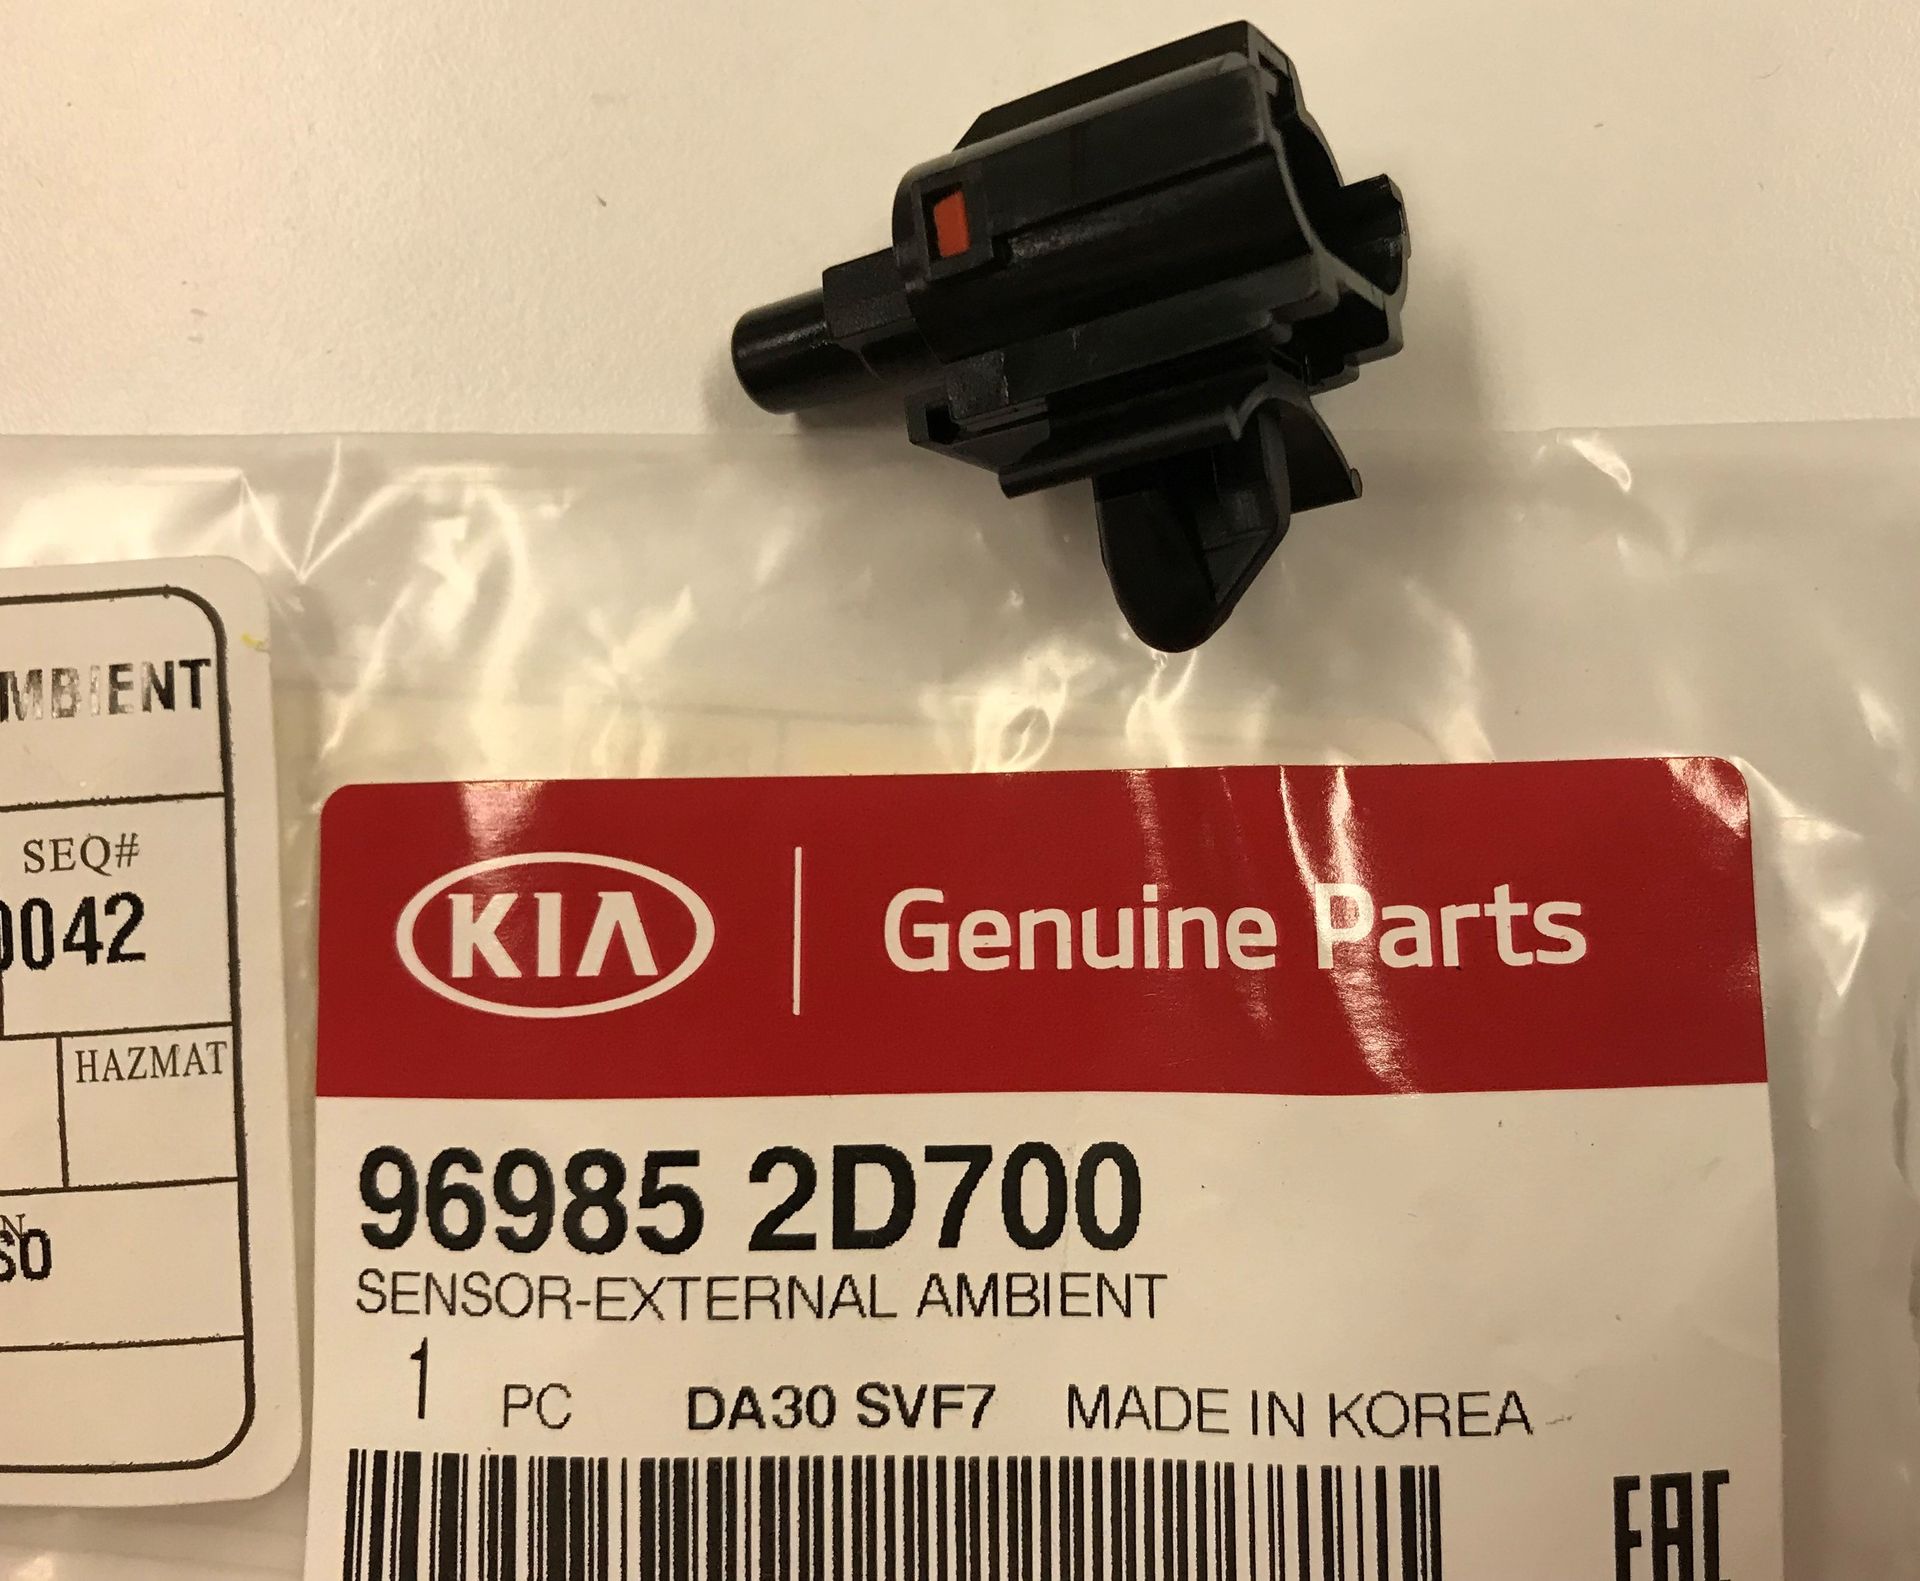 MBIENT
SEQ#
0042
HAZMAT
N
SO
KIA Genuine Parts
96985 2D700
SENSOR-EXTERNAL AMBIENT
1 PC DA30 SVF7 MADE IN KOREA
EAC